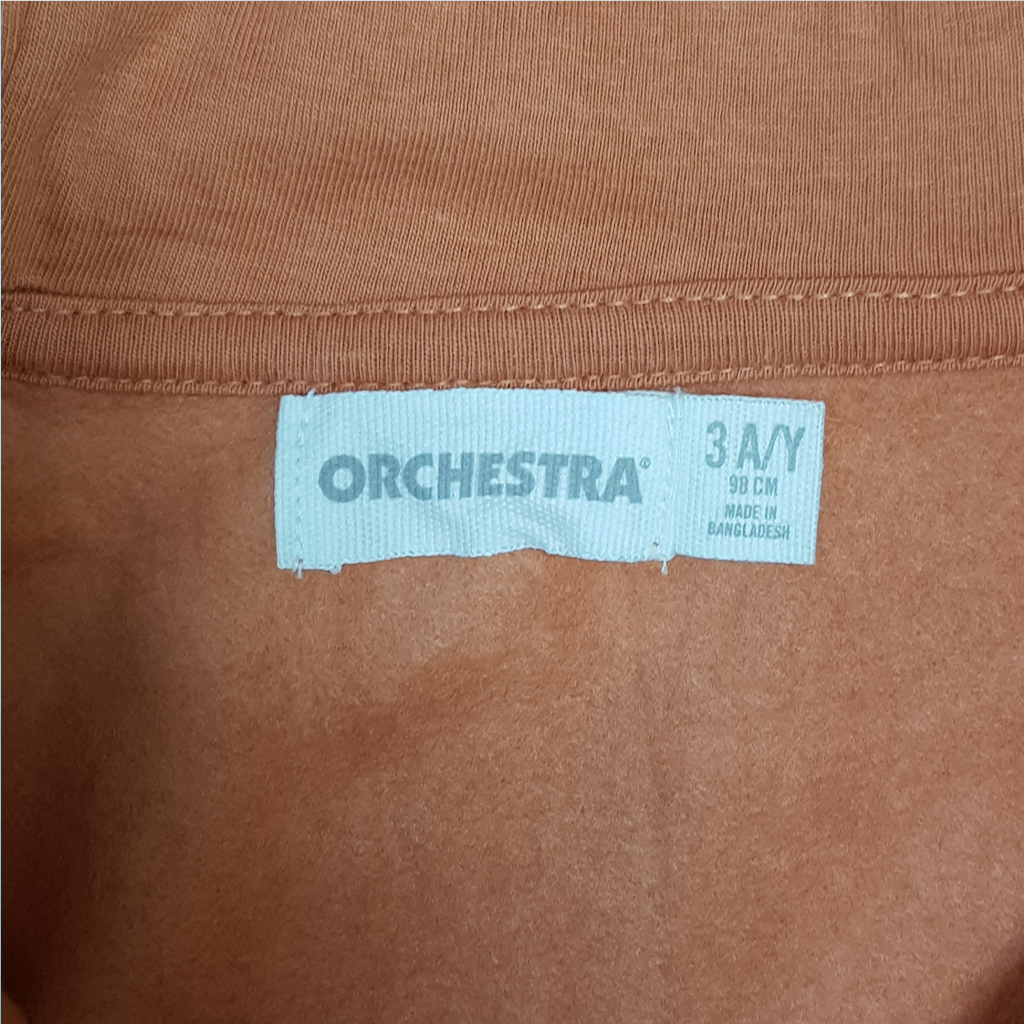 ORCHESTRA©
3 A/Y
98 CM
MADE IN
BANGLADESH